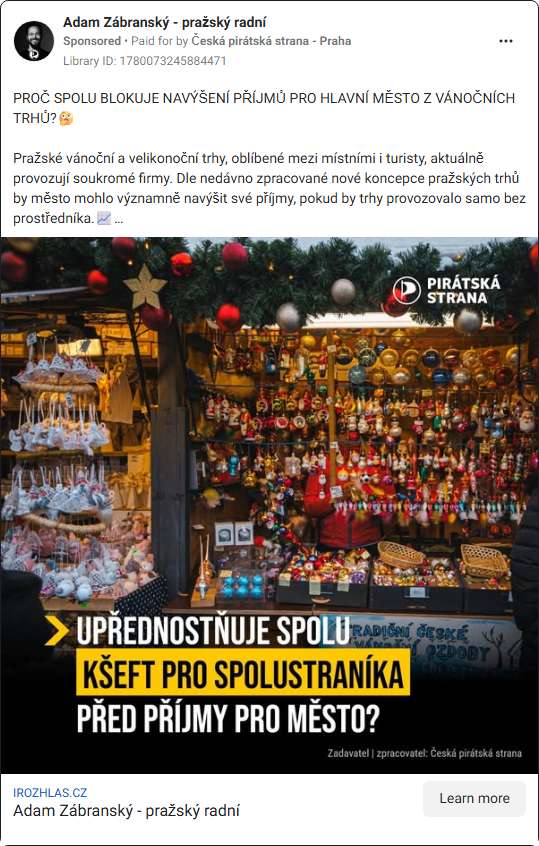 Adam Zábranský - pražský radní
Sponsored • Paid for by Česká pirátská strana - Praha
Library ID: 1780073245884471
PROČ SPOLU BLOKUJE NAVÝŠENÍ PŘÍJMŮ PRO HLAVNÍ MĚSTO Z VÁNOČNÍCH
TRHŮ?🤔
Pražské vánoční a velikonoční trhy, oblíbené mezi místními i turisty, aktuálně
provozují soukromé firmy. Dle nedávno zpracované nové koncepce pražských trhů
by město mohlo významně navýšit své příjmy, pokud by trhy provozovalo samo bez
prostředníka.📈 ...
PIRÁTSKÁ
STRANA
UPŘEDNOSTŇUJE SPOLU
KŠEFT PRO SPOLUSTRANÍKA
PŘED PŘÍJMY PRO MĚSTO?
TRADIČNÍ ČESKÉ
VÁNOČNÍ OZDOBY
Zadavatel | zpracovatel: Česká pirátská strana
IROZHLAS.CZ
Adam Zábranský - pražský radní
Learn more